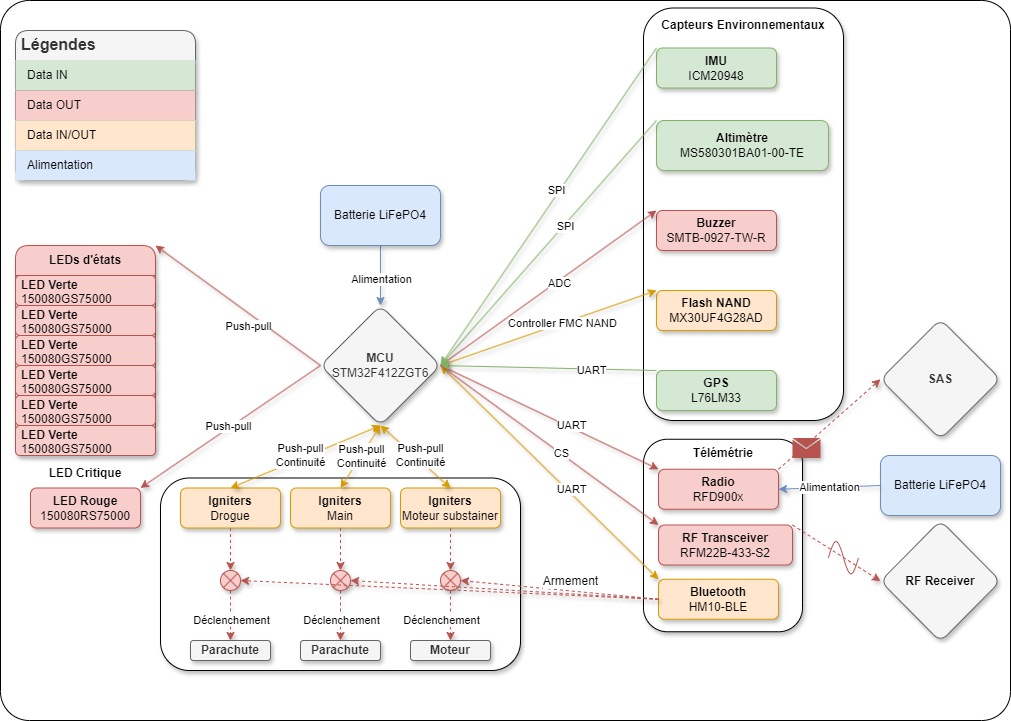 Légendes
Data IN
Data OUT
Data IN/OUT
Alimentation
Capteurs Environnementaux
IMU
ICM20948
Altimètre
MS580301BA01-00-TE
Buzzer
SMTB-0927-TW-R
Flash NAND
MX30UF4G28AD
GPS
L76LM33
SPI
SPI
ADC
Controller FMC NAND
UART
Batterie LiFePO4
Alimentation
MCU
STM32F412ZGT6
LEDs d'états
LED Verte
150080GS75000
LED Verte
150080GS75000
LED Verte
150080GS75000
LED Verte
150080GS75000
LED Verte
150080GS75000
LED Verte
150080GS75000
Push-pull
Push-pull
LED Critique
LED Rouge
150080RS75000
Push-pull
Continuité
Push-pull
Continuité
Push-pull
Continuité
Igniters
Drogue
Igniters
Main
Igniters
Moteur substainer
Déclenchement
Déclenchement
Déclenchement
Parachute
Parachute
Moteur
Armement
UART
CS
UART
Télémétrie
Radio
RFD900x
RF Transceiver
RFM22B-433-S2
Bluetooth
HM10-BLE
SAS
Alimentation
Batterie LiFePO4
RF Receiver